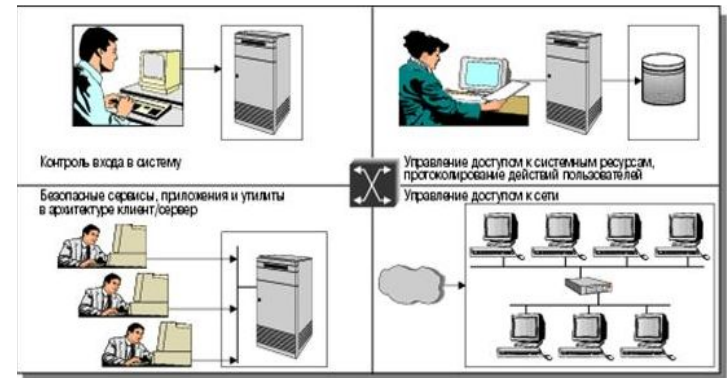 Контроль входа в систему
Управление доступом к системным ресурсам,
протоколирование действий пользователей
Безопасные сервисы, приложения и утилиты
в архитектуре клиент/сервер
Управление доступом к сети